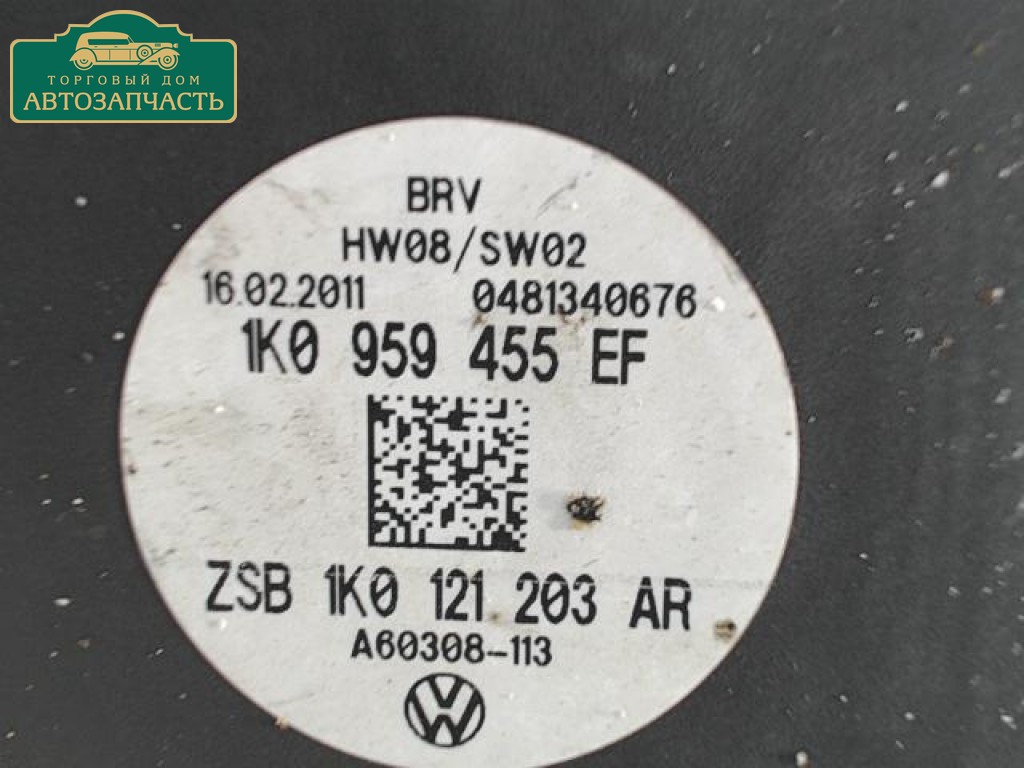 ТОРГОВЫЙ ДОМ
АВТОЗАПЧАСТЬ
BRV
HW08/SW02
16.02.2011 0481340676
1K0 959 455 EF
ZSB 1K0 121 203 AR
A60308-113
VW